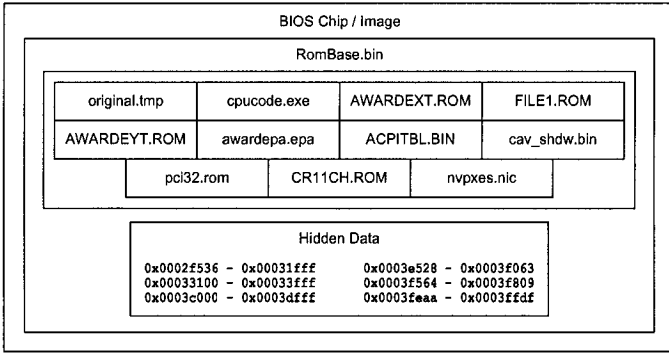 BIOS Chip / Image
RomBase.bin
original.tmp cpucode.exe AWARDEXT.ROM FILE1.ROM
AWARDEYT.ROM awardepa.epa ACPITBL.BIN cav_shdw.bin
pci32.rom CR11CH.ROM nvpxes.nic
Hidden Data
0x0002f536 - 0x00031fff 0x0003e528 - 0x0003f063
0x00033100 - 0x00033fff 0x0003f564 - 0x0003f809
0x0003c000 - 0x0003dfff 0x0003feaa - 0x0003ffdf